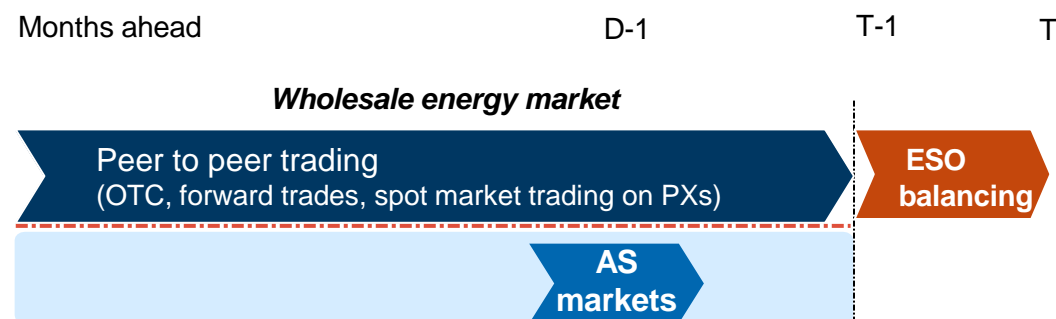 Months ahead D-1 T-1 T
Wholesale energy market
Peer to peer trading
(OTC, forward trades, spot market trading on PXs)
ESO
balancing
AS
markets